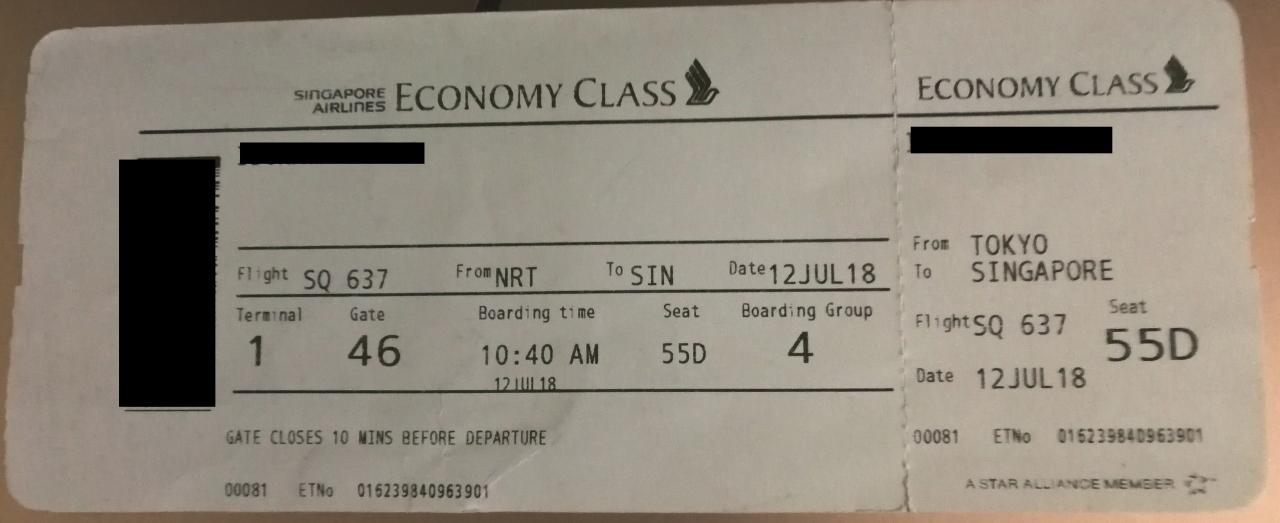 SINGAPORE AIRLINES ECONOMY CLASS
Flight SQ 637 From NRT To SIN Date 12JUL18
Terminal Gate Boarding time Seat Boarding Group
1 46 10:40 AM 55D 4
12JUL18
GATE CLOSES 10 MINS BEFORE DEPARTURE
00081 ETNo 016239840963901
ECONOMY CLASS
From TOKYO
To SINGAPORE
Seat
Flight SQ 637
55D
Date 12JUL18
00081 ETNo 016239840963901
A STAR ALLIANCE MEMBER